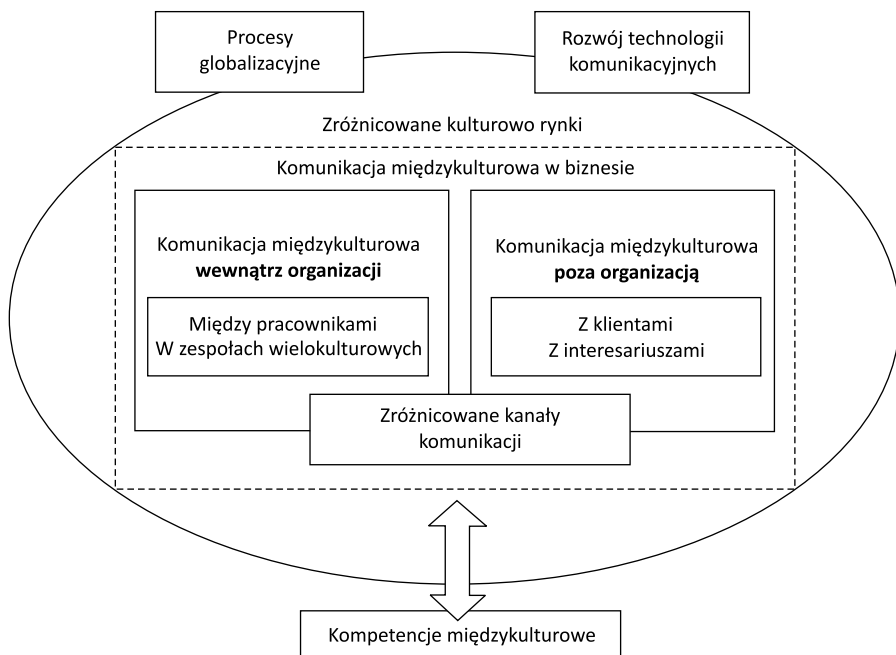 Procesy
globalizacyjne
Rozwój technologii
komunikacyjnych
Zróżnicowane kulturowo rynki
Komunikacja międzykulturowa w biznesie
Komunikacja międzykulturowa
wewnątrz organizacji
Między pracownikami
W zespołach wielokulturowych
Komunikacja międzykulturowa
poza organizacją
Z klientami
Z interesariuszami
Zróżnicowane kanały
komunikacji
Kompetencje międzykulturowe